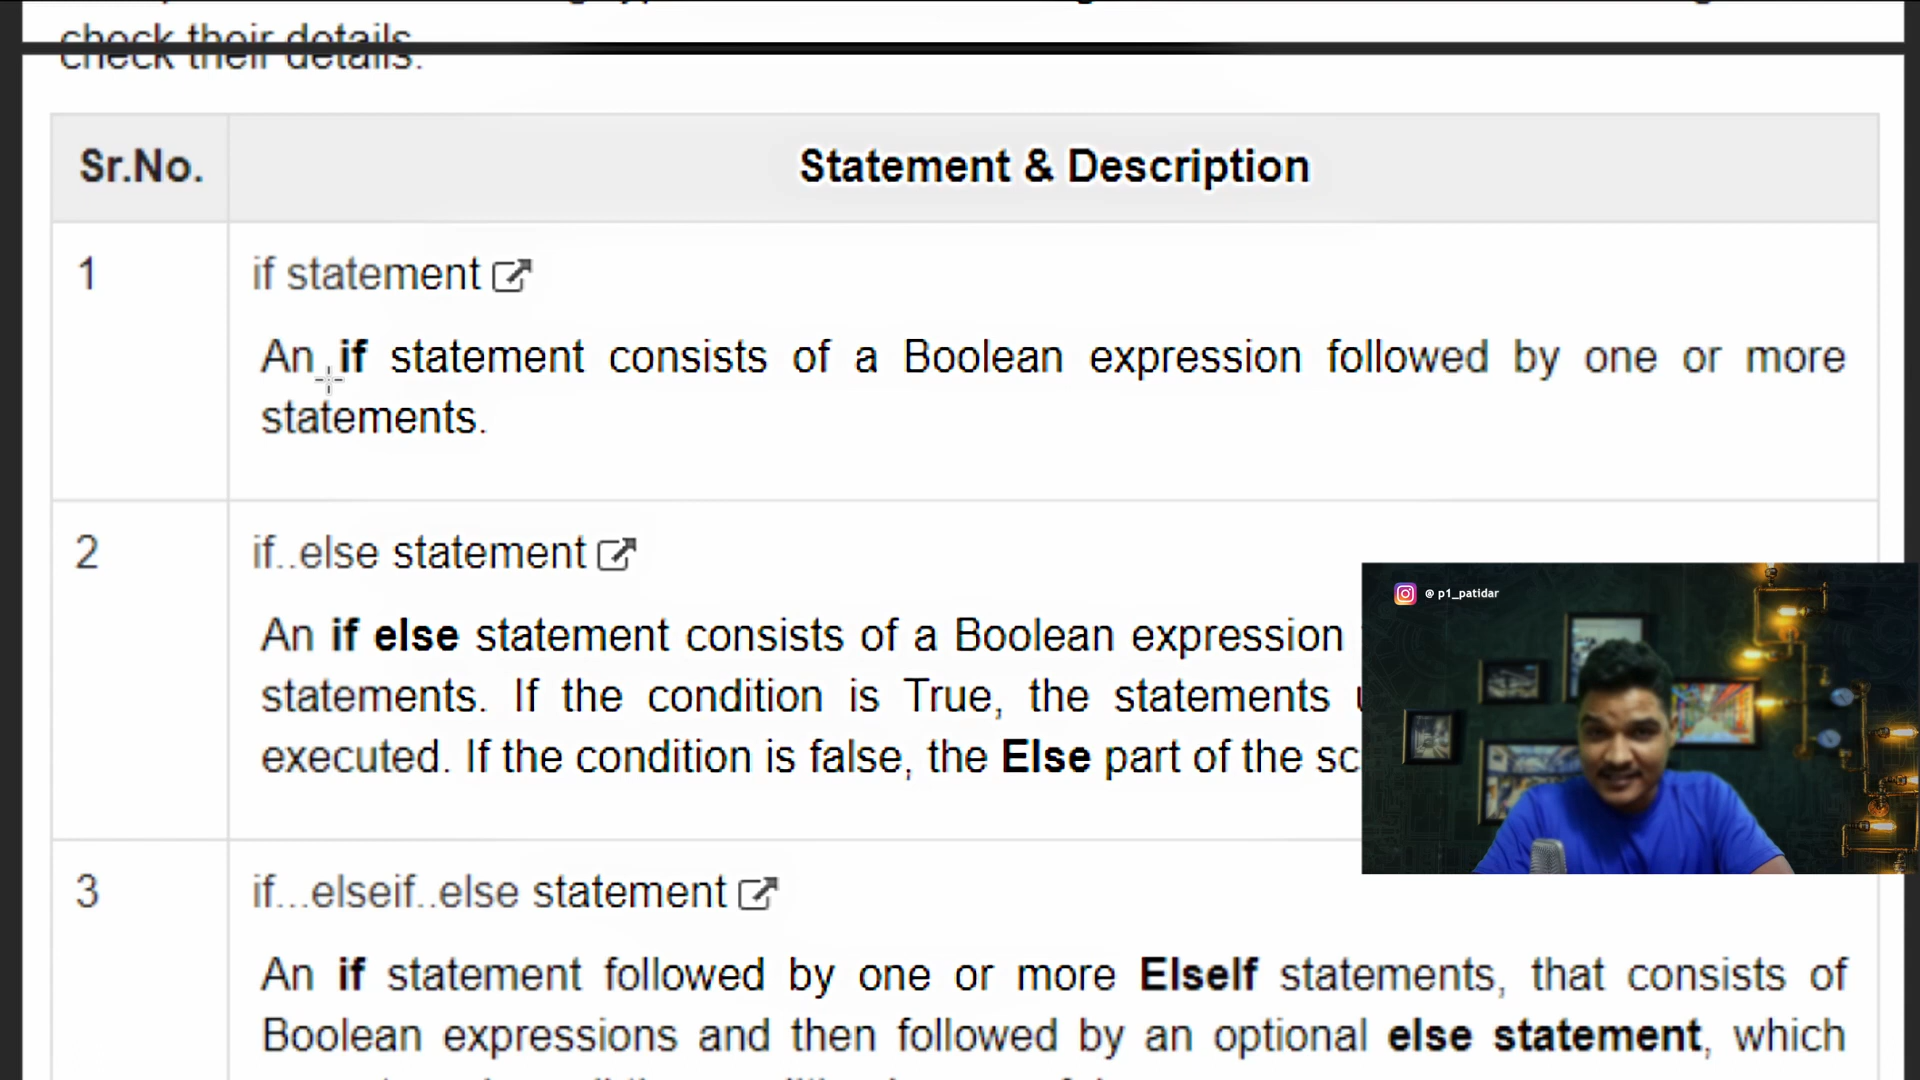 check their details.
Sr.No. Statement & Description
1 if statement
An if statement consists of a Boolean expression followed by one or more
statements.
2 if..else statement
@ p1_patidar
An if else statement consists of a Boolean expression
statements. If the condition is True, the statements
executed. If the condition is false, the Else part of the sc
3 if...elseif..else statement
An if statement followed by one or more ElseIf statements, that consists of
Boolean expressions and then followed by an optional else statement, which